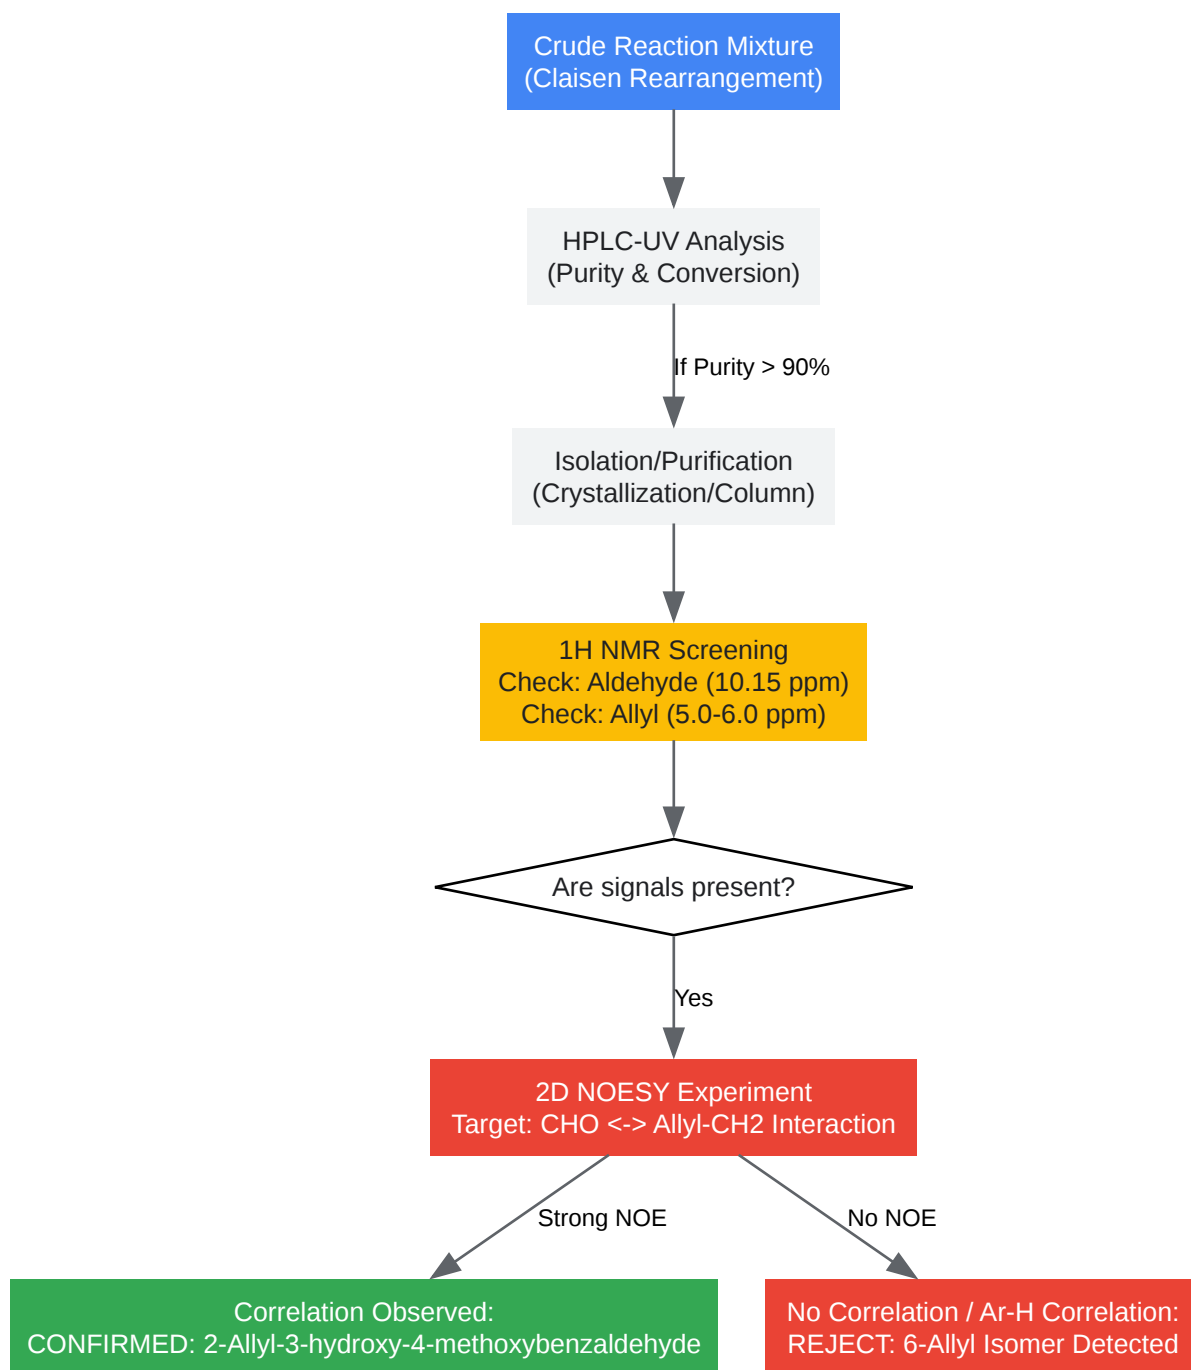 Crude Reaction Mixture
(Claisen Rearrangement)
HPLC-UV Analysis
(Purity & Conversion)
If Purity > 90%
Isolation/Purification
(Crystallization/Column)
1H NMR Screening
Check: Aldehyde (10.15 ppm)
Check: Allyl (5.0-6.0 ppm)
Are signals present?
Yes
2D NOESY Experiment
Target: CHO <-> Allyl-CH2 Interaction
Strong NOE
No NOE
Correlation Observed:
CONFIRMED: 2-Allyl-3-hydroxy-4-methoxybenzaldehyde
No Correlation / Ar-H Correlation:
REJECT: 6-Allyl Isomer Detected